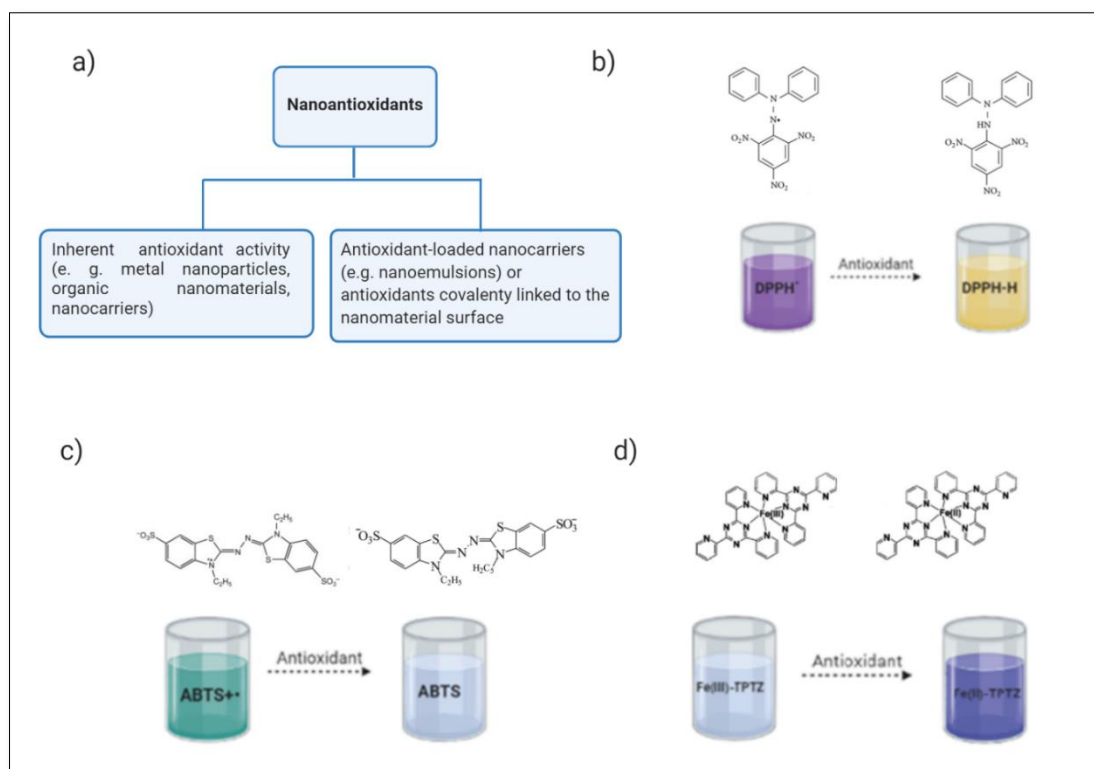 a)
Nanoantioxidants
Inherent antioxidant activity
(e. g. metal nanoparticles,
organic nanomaterials,
nanocarriers)
Antioxidant-loaded nanocarriers
(e.g. nanoemulsions) or
antioxidants covalenty linked to the
nanomaterial surface
b)
N
N•
O₂N
NO₂
NO₂
N
HN
O₂N
NO₂
NO₂
DPPH•
Antioxidant
DPPH-H
c)
C₂H₅
N
S
⁻O₃S
N
N
S
N⁺
C₂H₅
SO₃⁻
S
N
SO₃⁻
⁻O₃S
S
N
N
N
H₂C₅
C₂H₅
ABTS+•
Antioxidant
ABTS
d)
Fe(III)
Fe(II)
Fe(III)-TPTZ
Antioxidant
Fe(II)-TPTZ